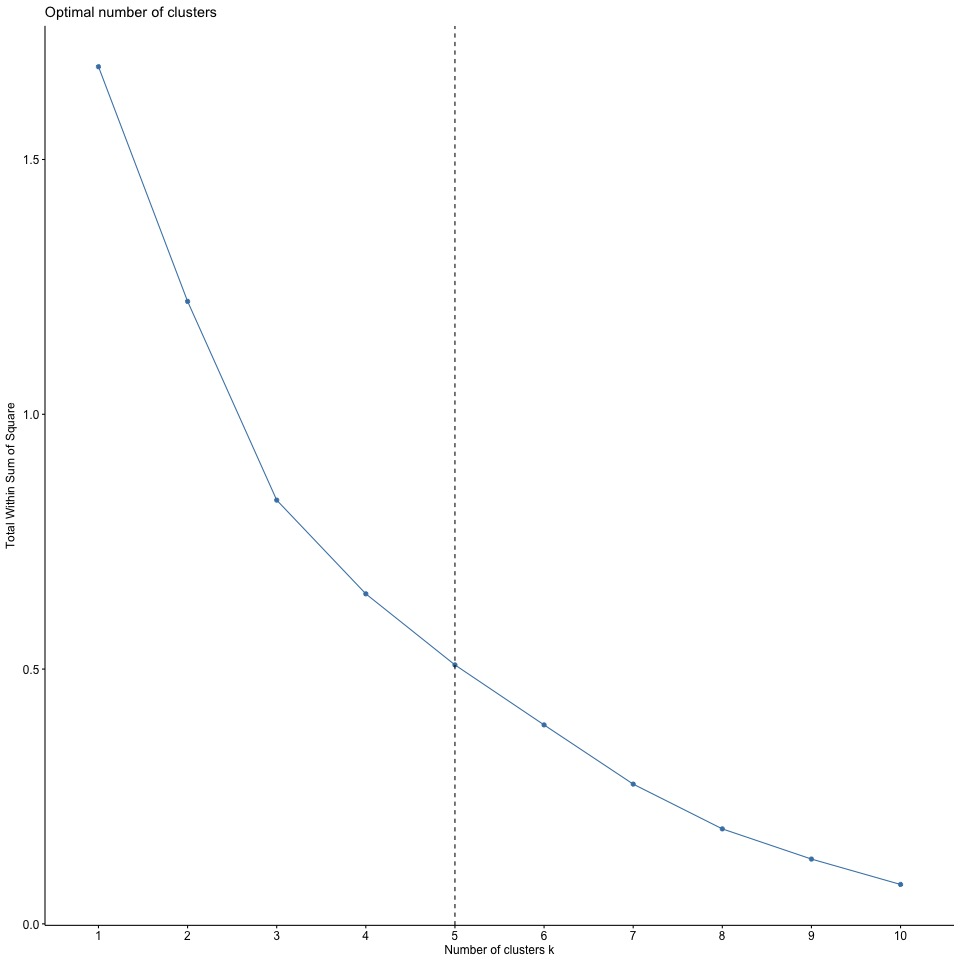 Optimal number of clusters
Total Within Sum of Square
1.5
1.0
0.5
0.0
1 2 3 4 5 6 7 8 9 10
Number of clusters k